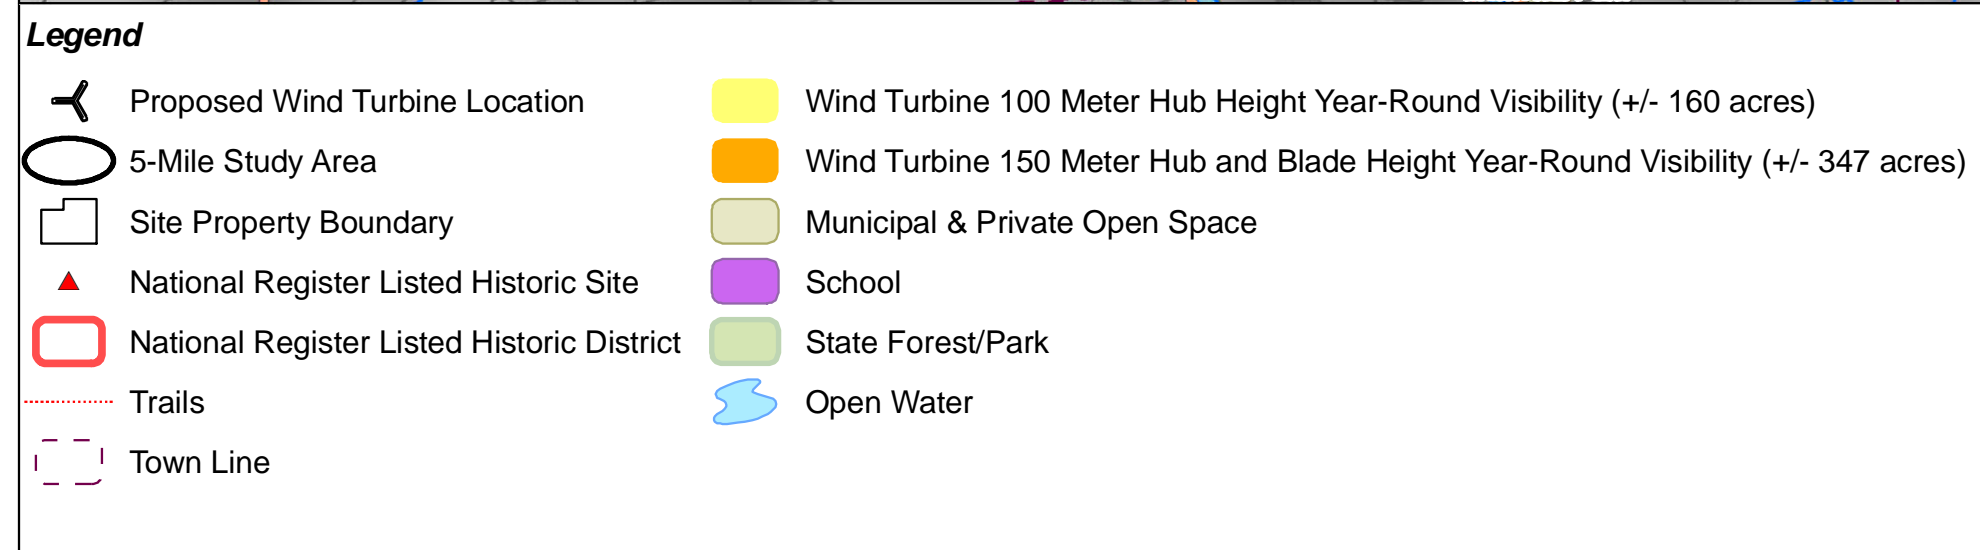 Legend
Proposed Wind Turbine Location
5-Mile Study Area
Site Property Boundary
National Register Listed Historic Site
National Register Listed Historic District
Trails
Town Line
Wind Turbine 100 Meter Hub Height Year-Round Visibility (+/- 160 acres)
Wind Turbine 150 Meter Hub and Blade Height Year-Round Visibility (+/- 347 acres)
Municipal & Private Open Space
School
State Forest/Park
Open Water